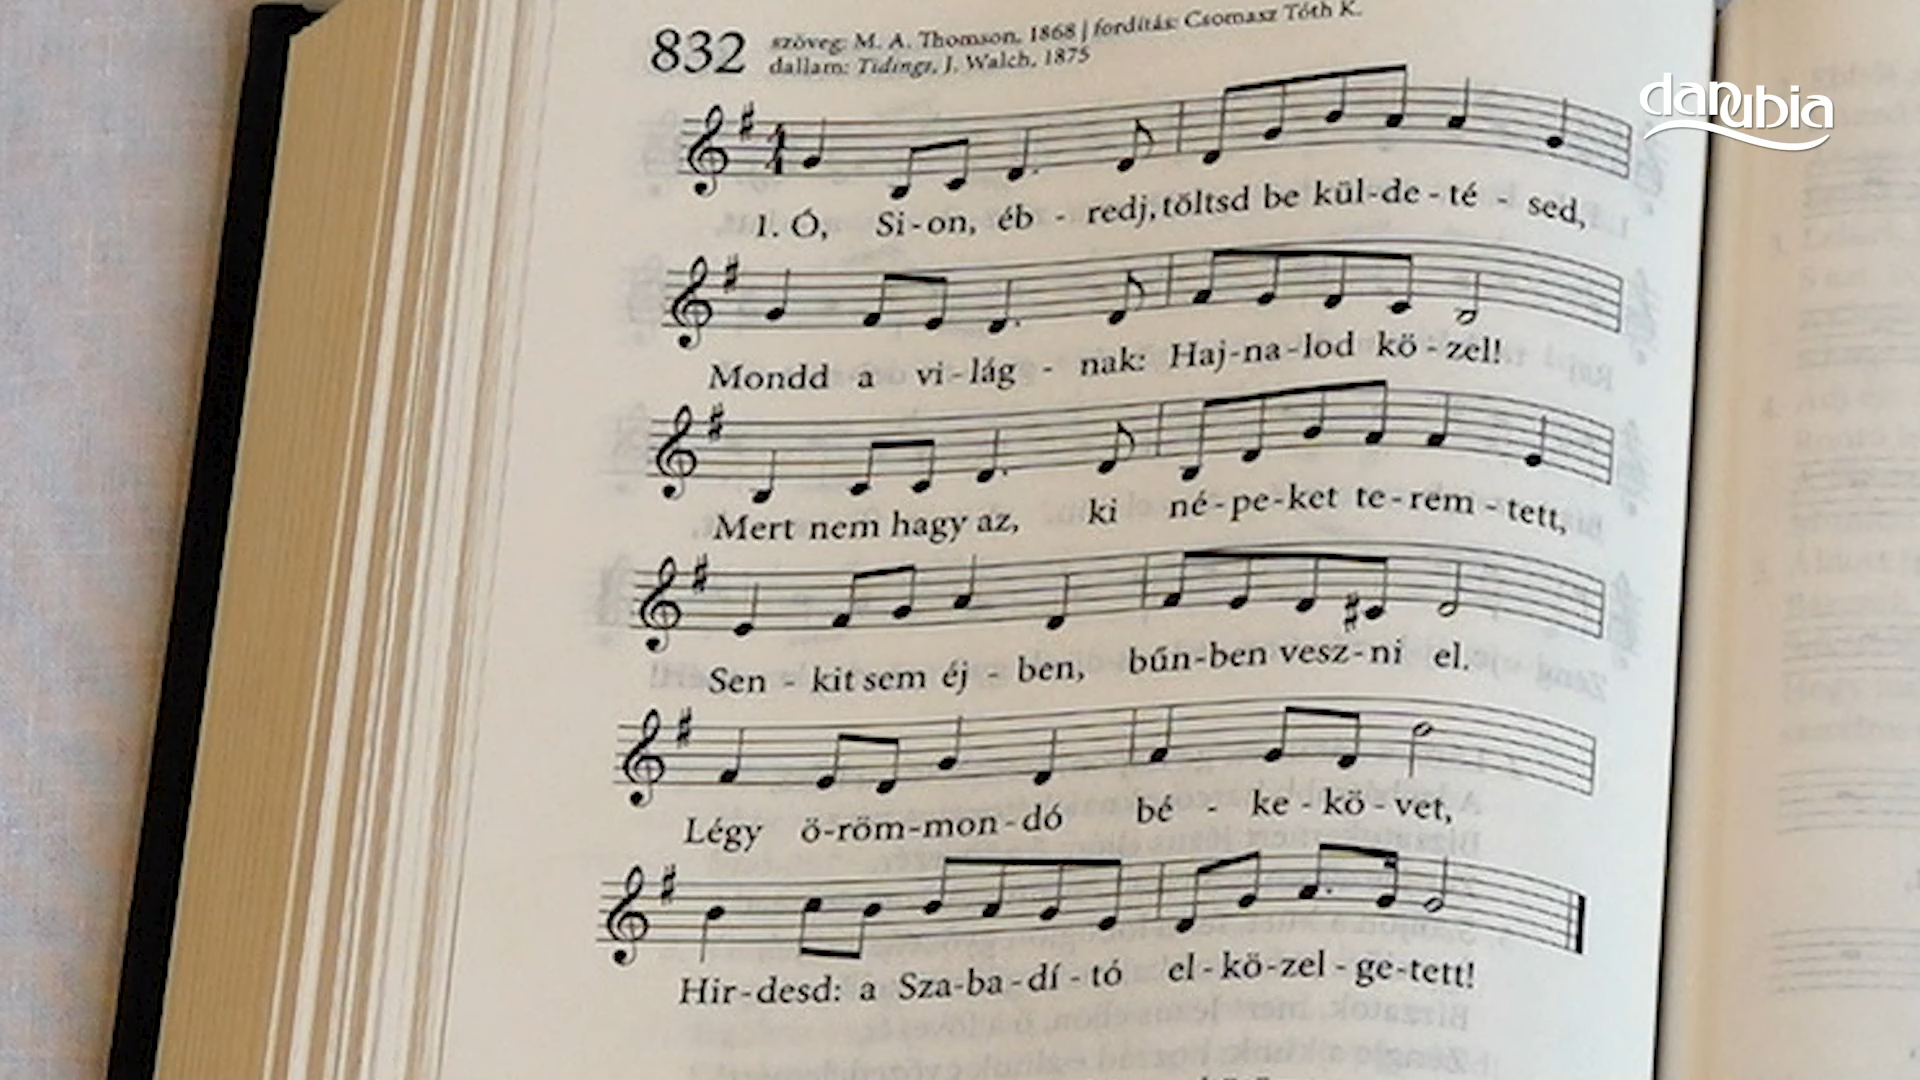 832
szöveg: M. A. Thomson, 1868 | fordítás: Csomasz Tóth K.
dallam: Tidings, J. Walch, 1875
danubia
1. Ó, Si-on, éb - redj, töltsd be kül-de-té - sed,
Mondd a vi-lág - nak: Haj-na-lod kö-zel!
Mert nem hagy az, ki né-pe-ket te-rem-tett,
Sen - kit sem éj - ben, bűn-ben vesz-ni el.
Légy ö-röm-mon-dó bé - ke-kö-vet,
Hir-desd: a Sza-ba-dí-tó el-kö-zel-ge-tett!